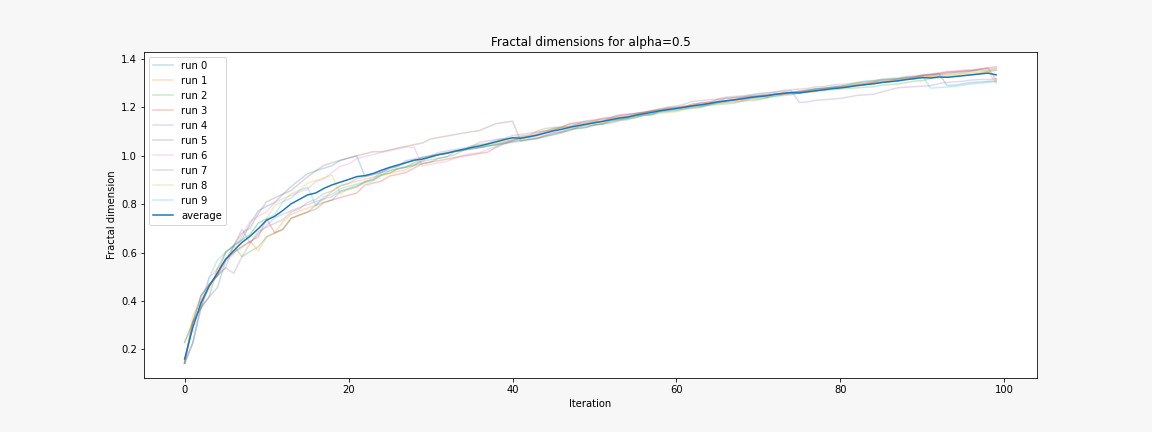 Fractal dimensions for alpha=0.5
Fractal dimension
1.4
1.2
1.0
0.8
0.6
0.4
0.2
run 0
run 1
run 2
run 3
run 4
run 5
run 6
run 7
run 8
run 9
average
0 20 40 60 80 100
Iteration